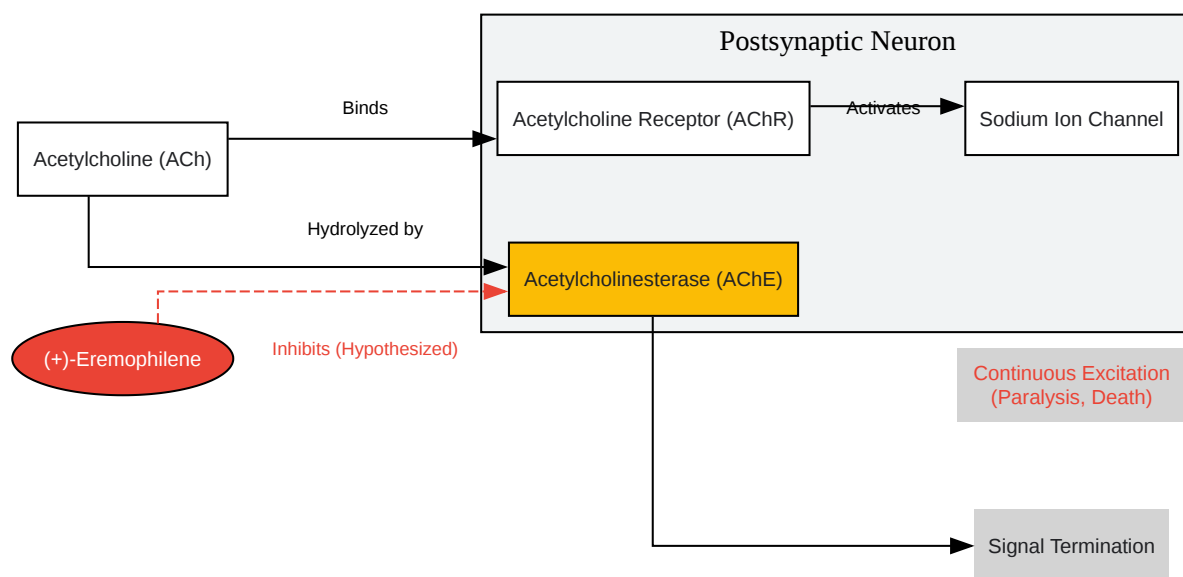 Postsynaptic Neuron
Binds
Acetylcholine Receptor (AChR)
Activates
Sodium Ion Channel
Acetylcholine (ACh)
Hydrolyzed by
Acetylcholinesterase (AChE)
(+)-Eremophilene
Inhibits (Hypothesized)
Continuous Excitation
(Paralysis, Death)
Signal Termination